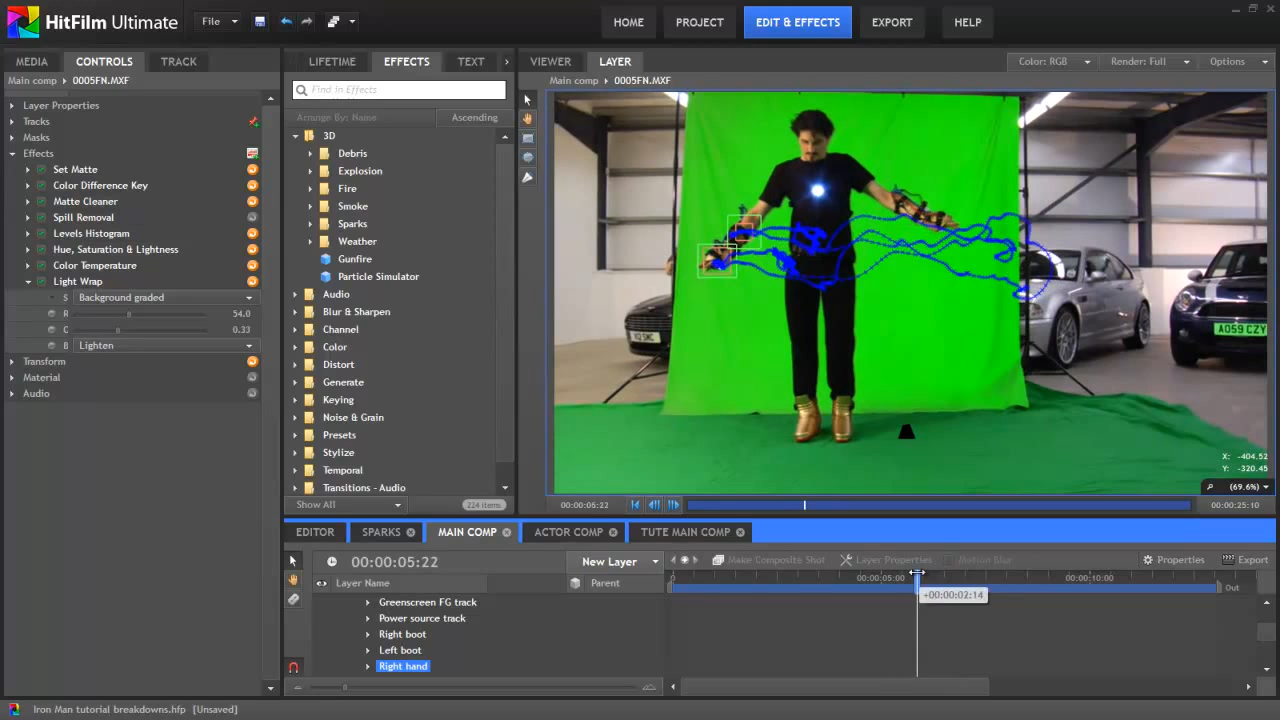 HitFilm Ultimate
File
HOME
PROJECT
EDIT & EFFECTS
EXPORT
HELP
MEDIA
CONTROLS
TRACK
Main comp
0005FN.MXF
Layer Properties
Tracks
Masks
Effects
Set Matte
Color Difference Key
Matte Cleaner
Spill Removal
Levels Histogram
Hue, Saturation & Lightness
Color Temperature
Light Wrap
S Background graded
R 54.0
C 0.33
B Lighten
Transform
Material
Audio
LIFETIME
EFFECTS
TEXT
Find in Effects
Arrange By: Name
Ascending
3D
Debris
Explosion
Fire
Smoke
Sparks
Weather
Gunfire
Particle Simulator
Audio
Blur & Sharpen
Channel
Color
Distort
Generate
Keying
Noise & Grain
Presets
Stylize
Temporal
Transitions - Audio
Show All
224 items
VIEWER
LAYER
Main comp
0005FN.MXF
Color: RGB
Render: Full
Options
AO59 CZY
X: -404.52
Y: -320.45
(69.6%)
00:00:06:22
00:00:25:10
EDITOR
SPARKS
MAIN COMP
ACTOR COMP
TUTE MAIN COMP
00:00:05:22
New Layer
Make Composite Shot
Layer Properties
Motion Blur
Properties
Export
Layer Name
Parent
0
00:00:05:00
00:00:10:00
Out
+00:00:02:14
Greenscreen FG track
Power source track
Right boot
Left boot
Right hand
Iron Man tutorial breakdowns.hfp [Unsaved]